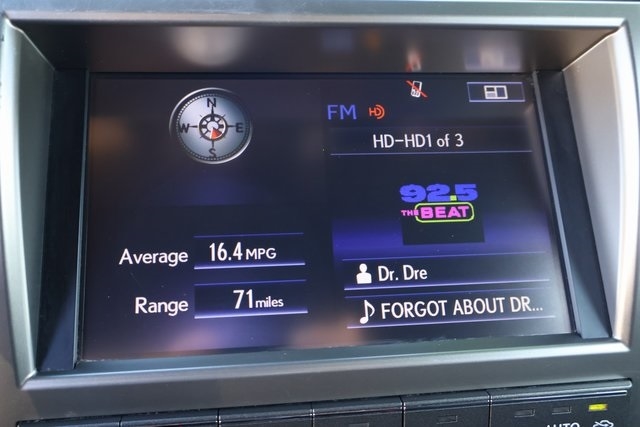 N
W E
S
FM HD
HD-HD1 of 3
92.5
THE BEAT
Average 16.4 MPG
Dr. Dre
Range 71 miles
FORGOT ABOUT DR...
AUTO